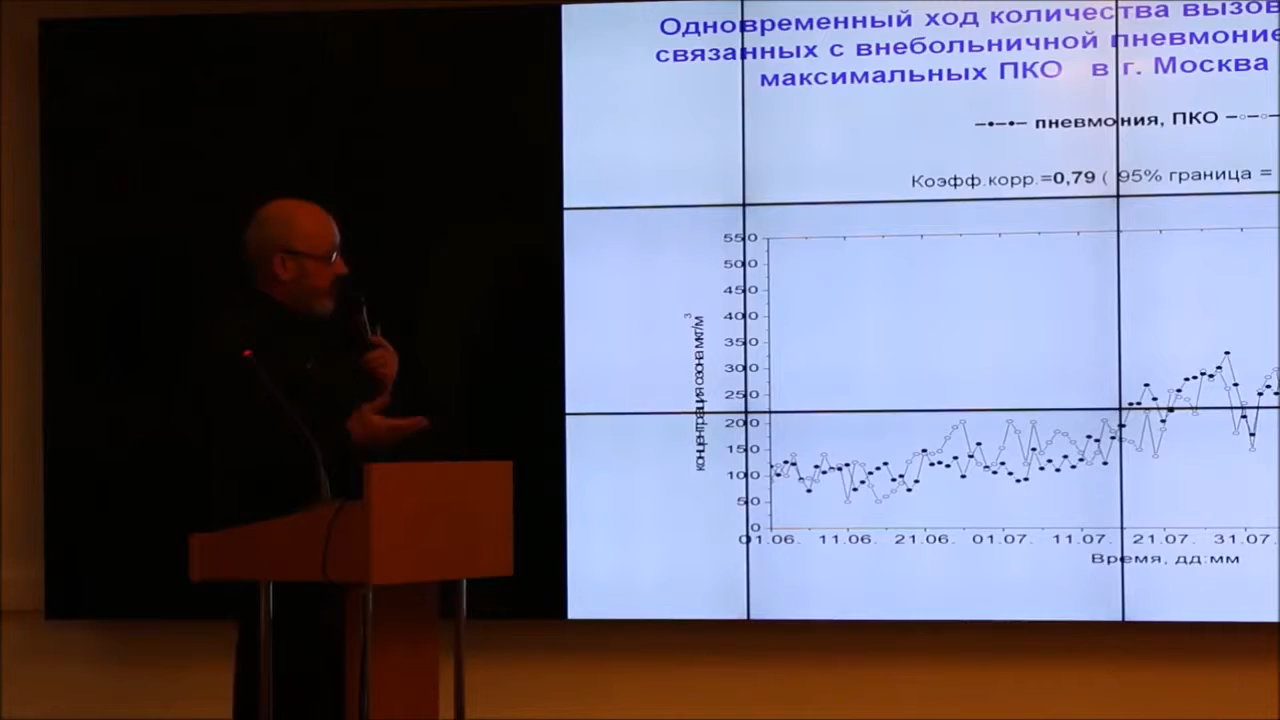 Одновременный ход количества вызов
связанных с внебольничной пневмоние
максимальных ПКО в г. Москва
пневмония, ПКО
Коэфф.корр.=0,79 ( 95% граница =
550
500
450
400
350
300
250
200
150
100
50
0
концентрация озона мкг/м³
01.06. 11.06. 21.06. 01.07. 11.07. 21.07. 31.07.
Время, дд:мм